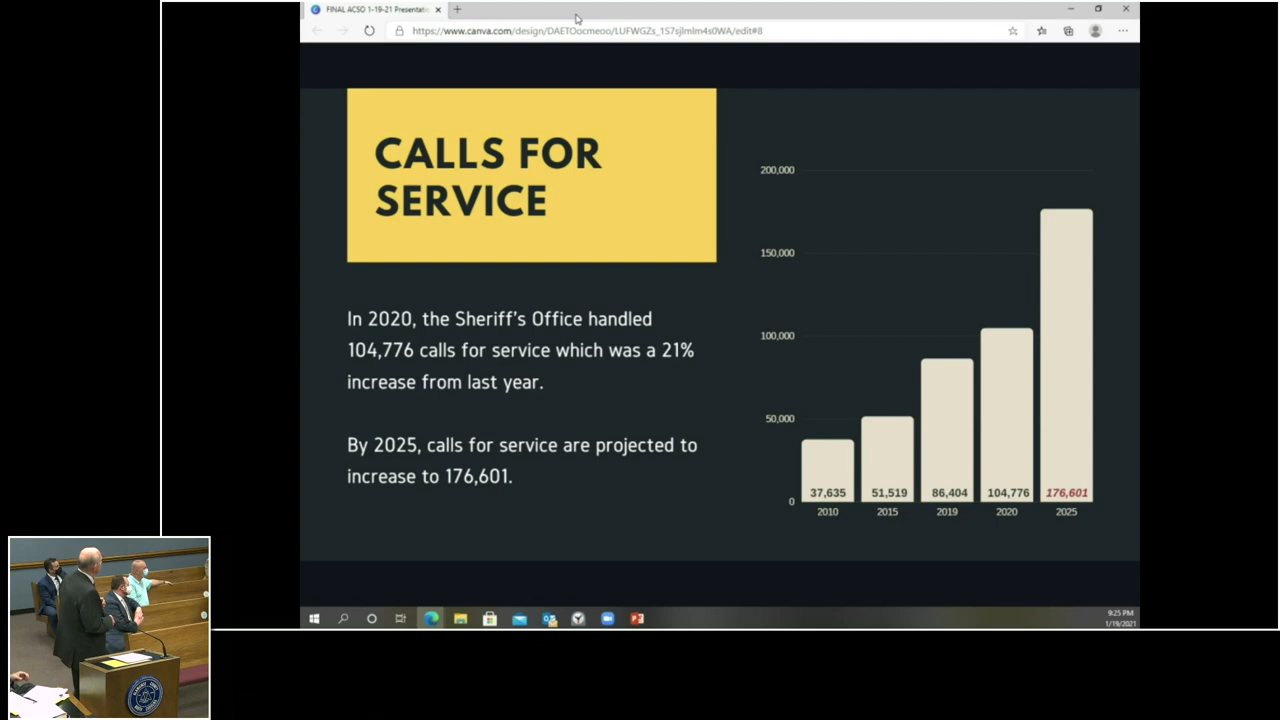 FINAL ACSO 1-19-21 Presentati
https://www.canva.com/design/DAETOocmeoo/LUFWGZs_1S7sjlmlm4s0WA/edit#8
CALLS FOR
SERVICE
In 2020, the Sheriff's Office handled
104,776 calls for service which was a 21%
increase from last year.
By 2025, calls for service are projected to
increase to 176,601.
200,000
150,000
100,000
50,000
0
37,635
51,519
86,404
104,776
176,601
2010
2015
2019
2020
2025
9:25 PM
1/19/2021